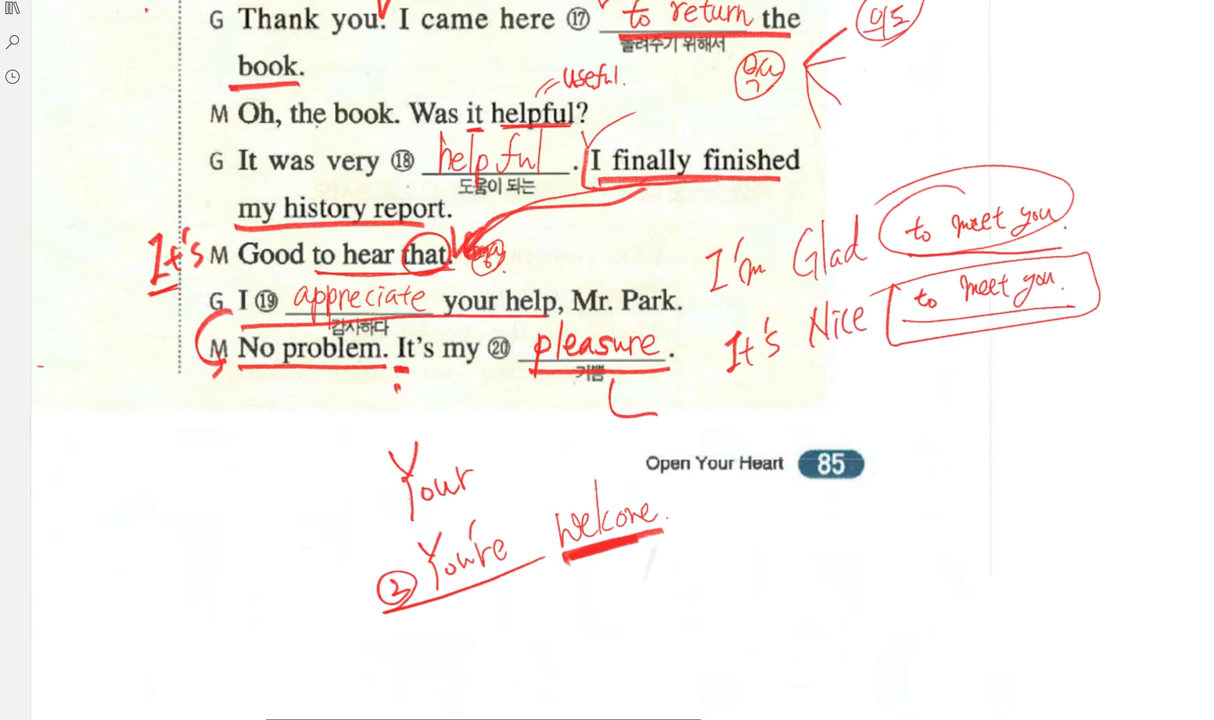 G Thank you. I came here ⑰ to return the
돌려주기 위해서
book.
useful.
M Oh, the book. Was it helpful?
G It was very ⑱ helpful. I finally finished
도움이 되는
my history report.
It's M Good to hear that.
I'm Glad to meet you.
G I ⑲ appreciate your help, Mr. Park.
감사하다
It's Nice to meet you.
M No problem. It's my ⑳ pleasure.
기쁨
Open Your Heart 85
Your
③ You're welcome.